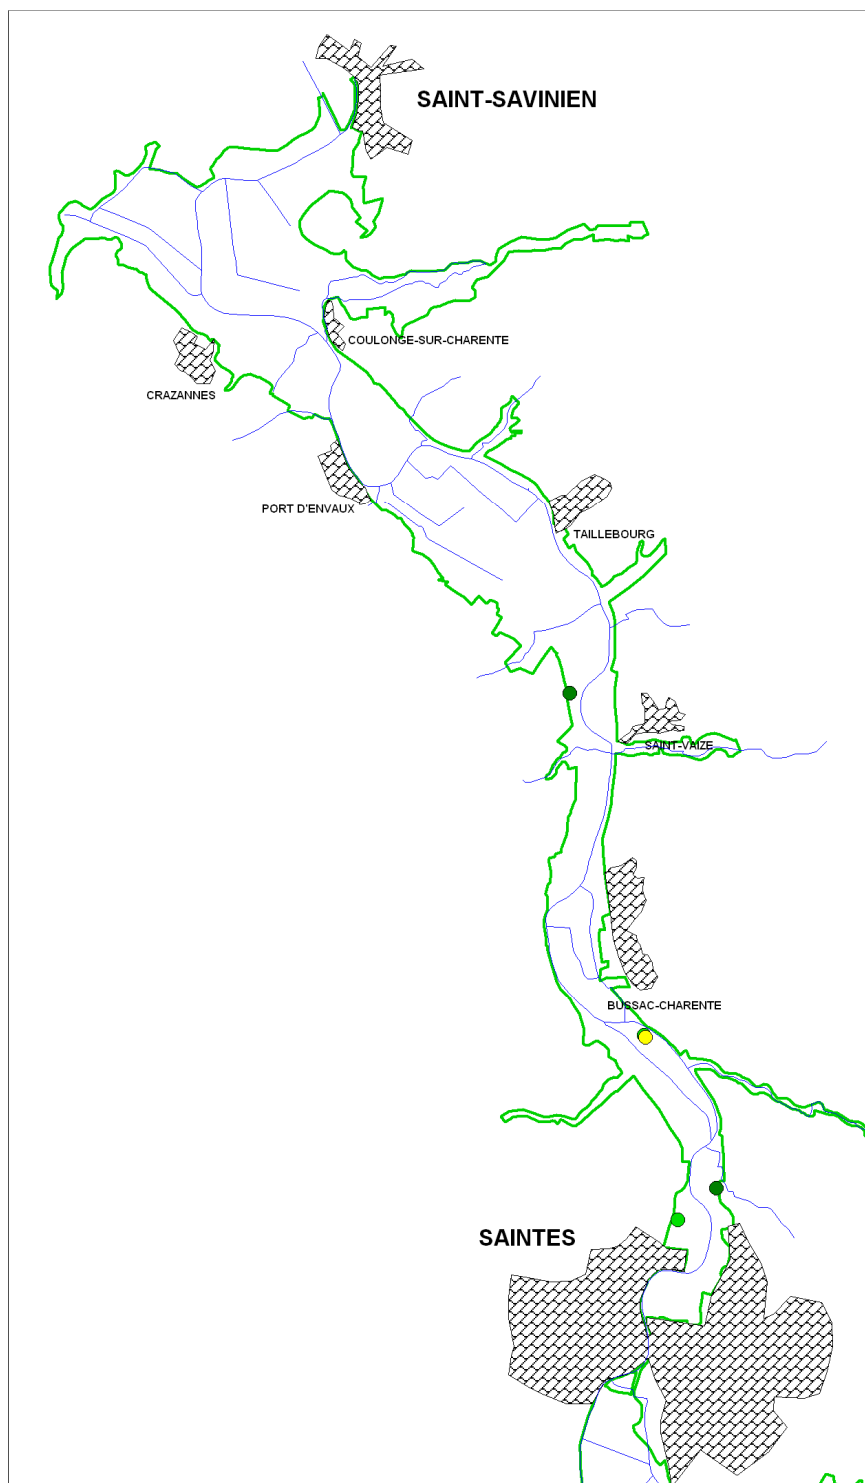 SAINT-SAVINIEN
COULONGE-SUR-CHARENTE
CRAZANNES
PORT D'ENVAUX
TAILLEBOURG
SAINT-VAIZE
BUSSAC-CHARENTE
SAINTES